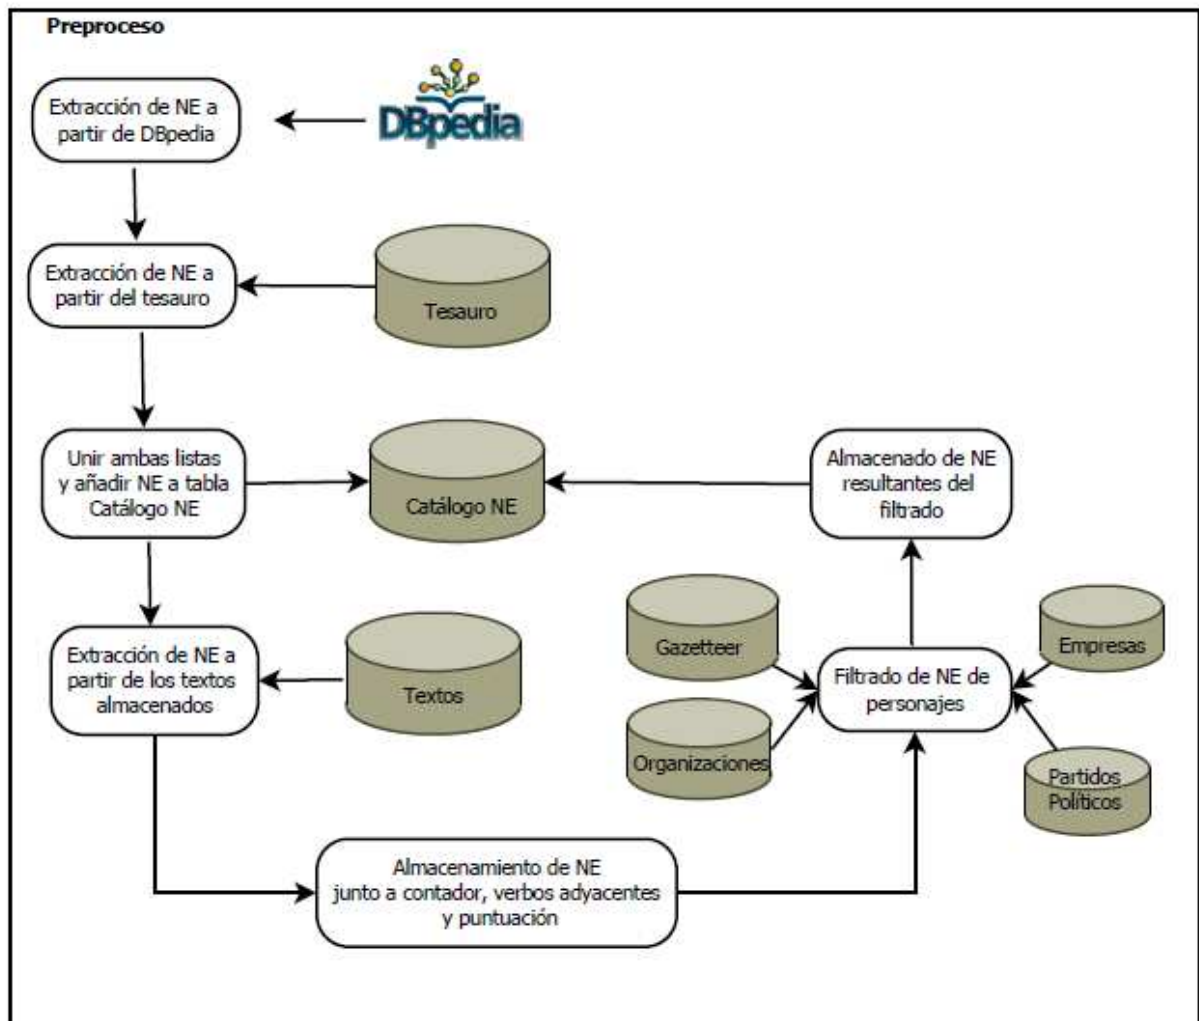 Preproceso
Extracción de NE a
partir de DBpedia
DBpedia
Extracción de NE a
partir del tesauro
Tesauro
Unir ambas listas
y añadir NE a tabla
Catálogo NE
Catálogo NE
Almacenado de NE
resultantes del
filtrado
Extracción de NE a
partir de los textos
almacenados
Textos
Gazetteer
Organizaciones
Filtrado de NE de
personajes
Empresas
Partidos
Políticos
Almacenamiento de NE
junto a contador, verbos adyacentes
y puntuación